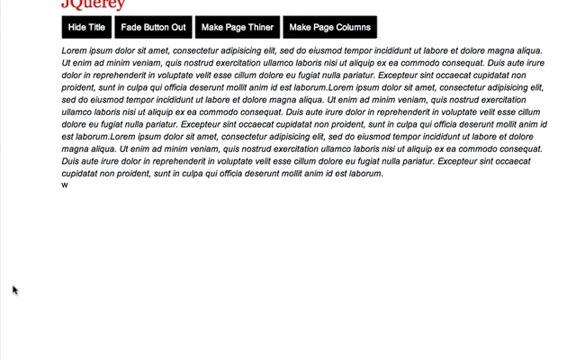 JQuerey
Hide Title Fade Button Out Make Page Thiner Make Page Columns
Lorem ipsum dolor sit amet, consectetur adipisicing elit, sed do eiusmod tempor incididunt ut labore et dolore magna aliqua.
Ut enim ad minim veniam, quis nostrud exercitation ullamco laboris nisi ut aliquip ex ea commodo consequat. Duis aute irure
dolor in reprehenderit in voluptate velit esse cillum dolore eu fugiat nulla pariatur. Excepteur sint occaecat cupidatat non
proident, sunt in culpa qui officia deserunt mollit anim id est laborum.Lorem ipsum dolor sit amet, consectetur adipisicing elit,
sed do eiusmod tempor incididunt ut labore et dolore magna aliqua. Ut enim ad minim veniam, quis nostrud exercitation
ullamco laboris nisi ut aliquip ex ea commodo consequat. Duis aute irure dolor in reprehenderit in voluptate velit esse cillum
dolore eu fugiat nulla pariatur. Excepteur sint occaecat cupidatat non proident, sunt in culpa qui officia deserunt mollit anim id
est laborum.Lorem ipsum dolor sit amet, consectetur adipisicing elit, sed do eiusmod tempor incididunt ut labore et dolore
magna aliqua. Ut enim ad minim veniam, quis nostrud exercitation ullamco laboris nisi ut aliquip ex ea commodo consequat.
Duis aute irure dolor in reprehenderit in voluptate velit esse cillum dolore eu fugiat nulla pariatur. Excepteur sint occaecat
cupidatat non proident, sunt in culpa qui officia deserunt mollit anim id est laborum.
w